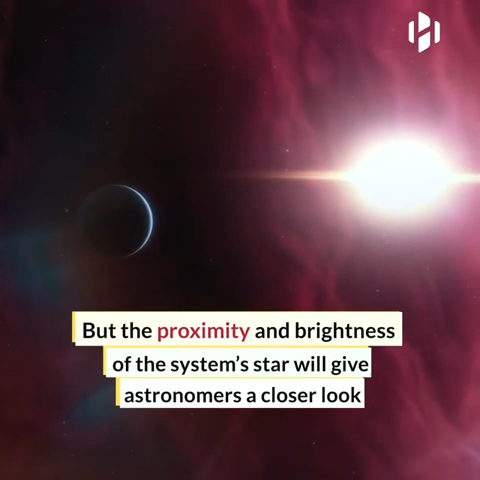 But the proximity and brightness
of the system's star will give
astronomers a closer look